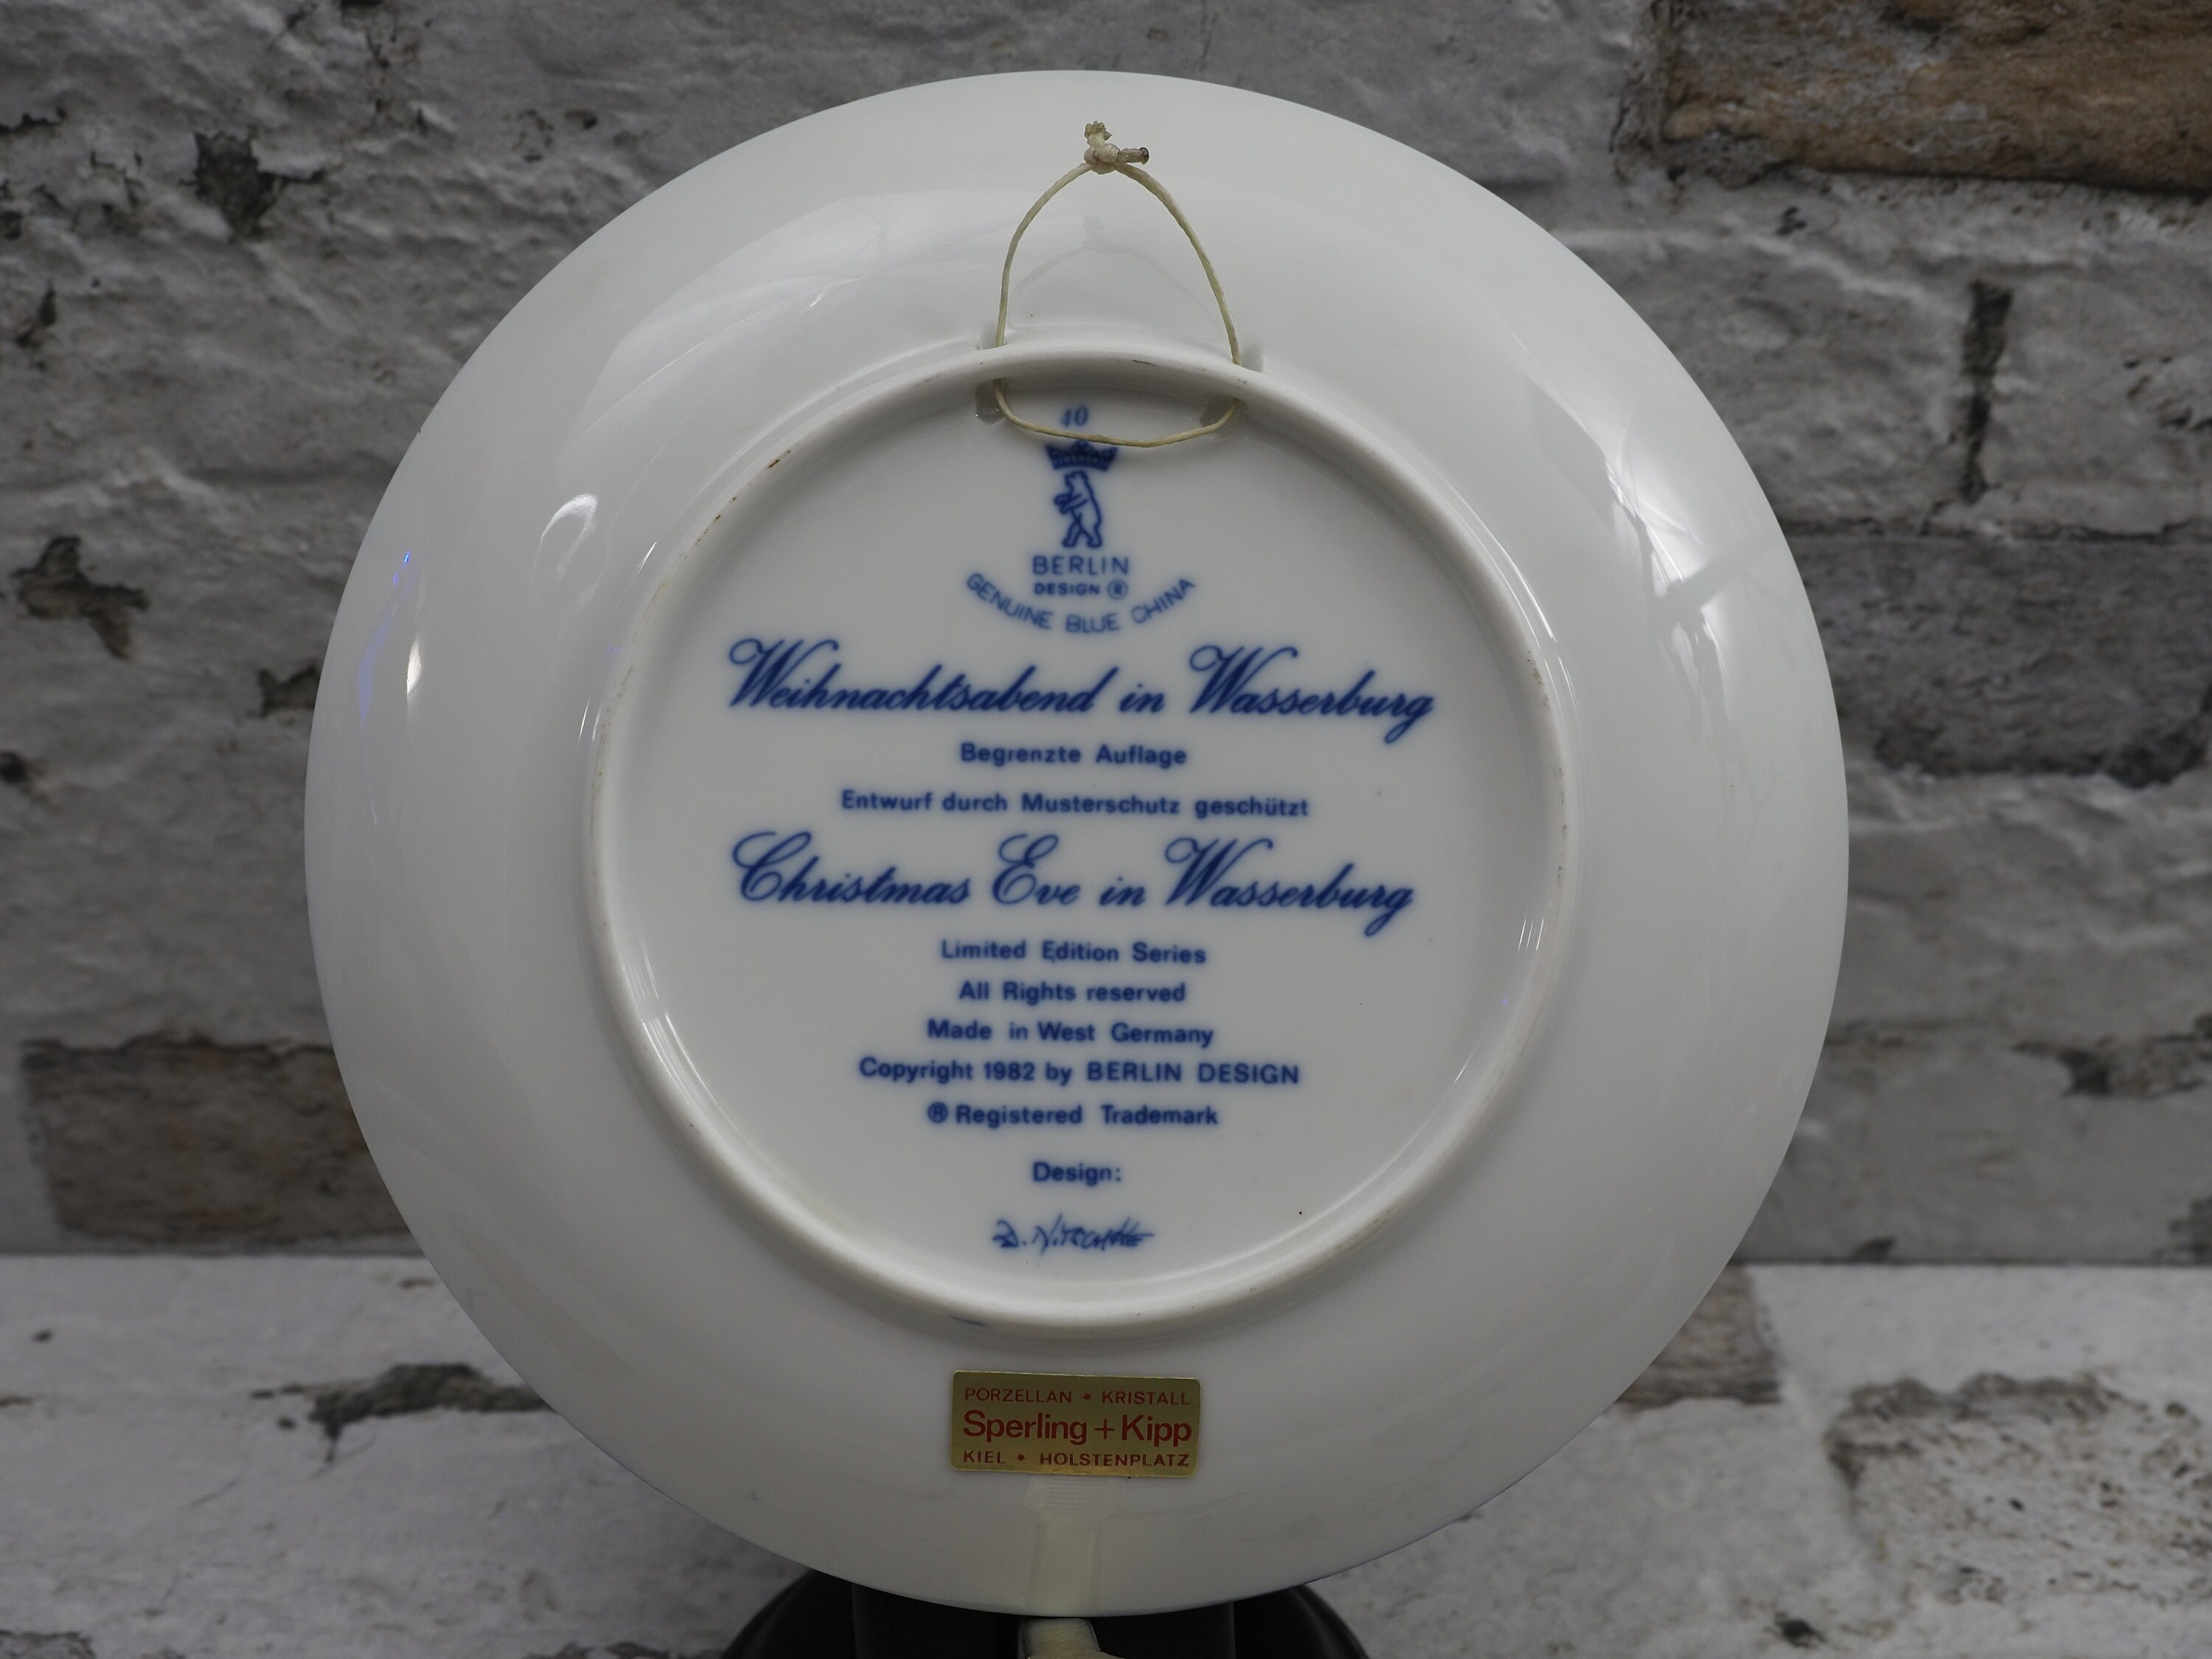 40
BERLIN
DESIGN ®
GENUINE BLUE CHINA
Weihnachtsabend in Wasserburg
Begrenzte Auflage
Entwurf durch Musterschutz geschützt
Christmas Eve in Wasserburg
Limited Edition Series
All Rights reserved
Made in West Germany
Copyright 1982 by BERLIN DESIGN
® Registered Trademark
Design:
PORZELLAN * KRISTALL
Sperling + Kipp
KIEL * HOLSTENPLATZ